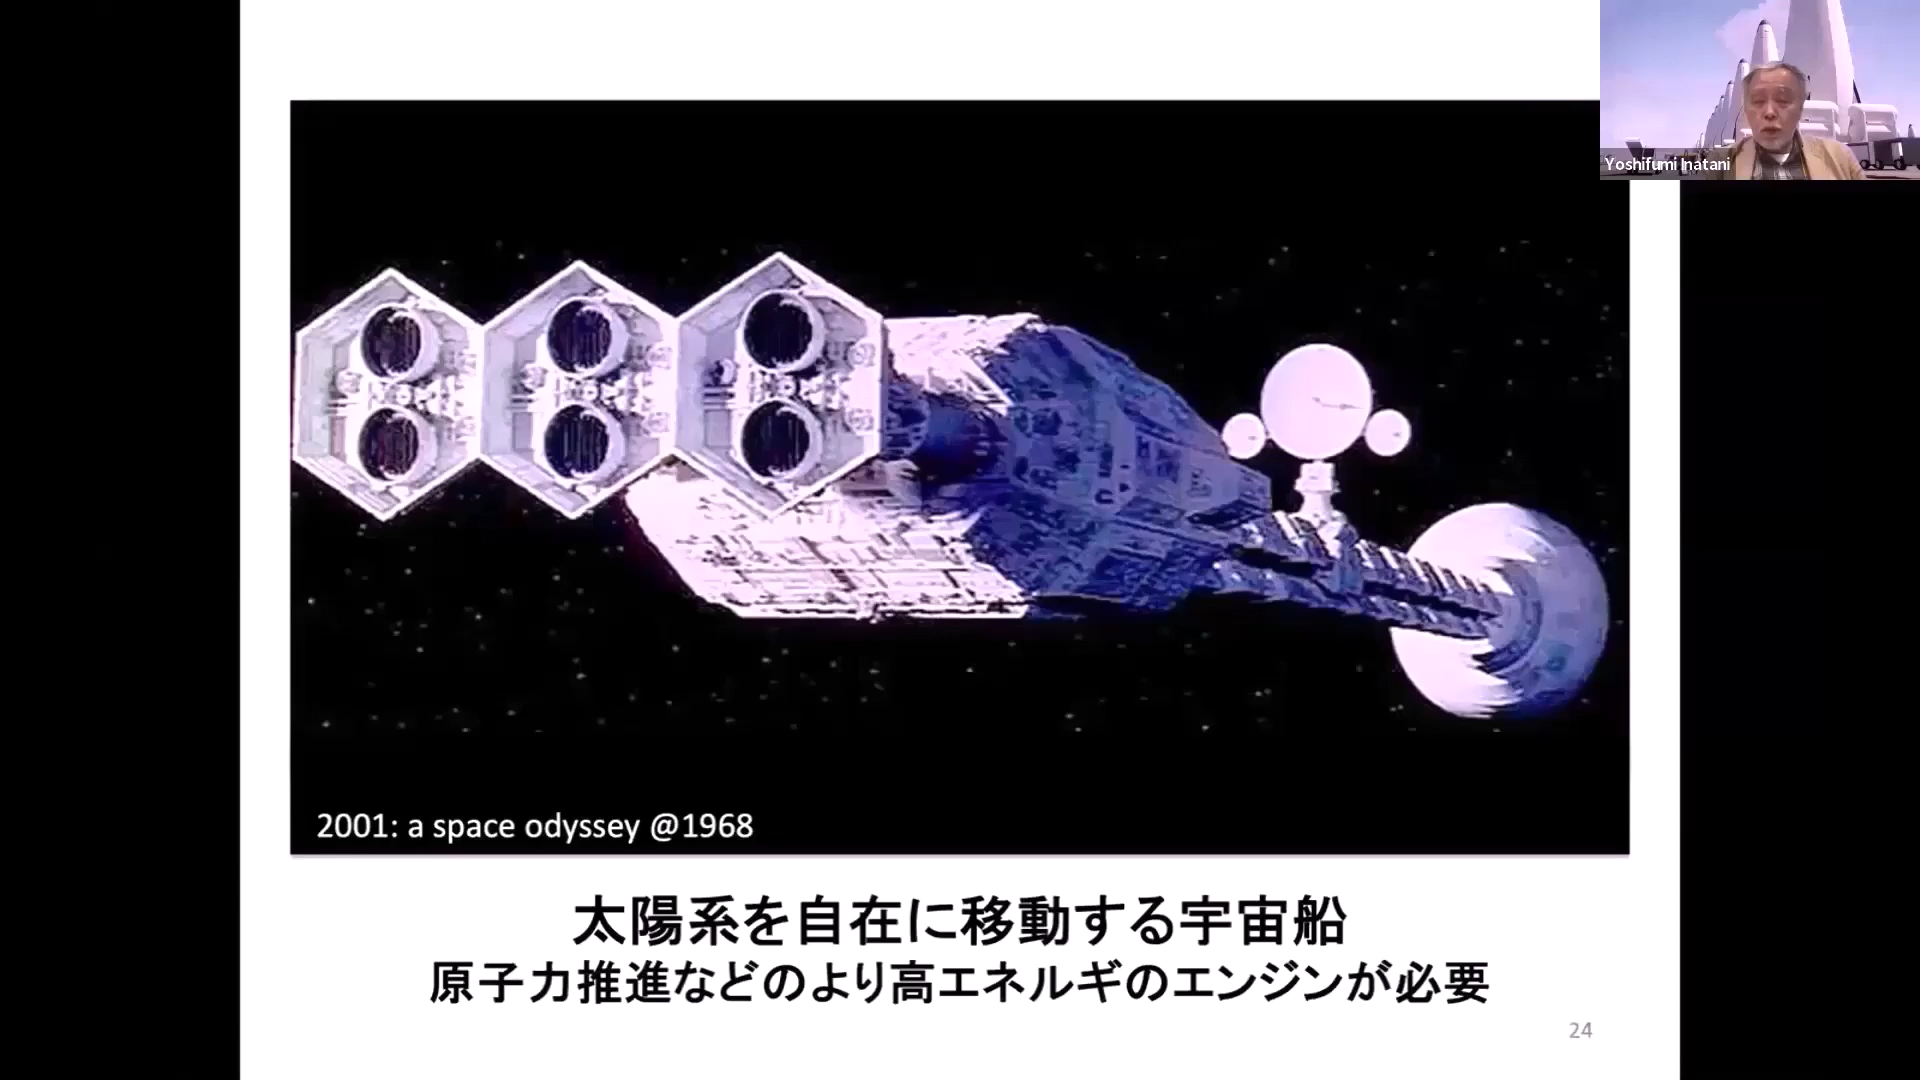 Yoshifumi Inatani
2001: a space odyssey @1968
太陽系を自在に移動する宇宙船
原子力推進などのより高エネルギのエンジンが必要
24